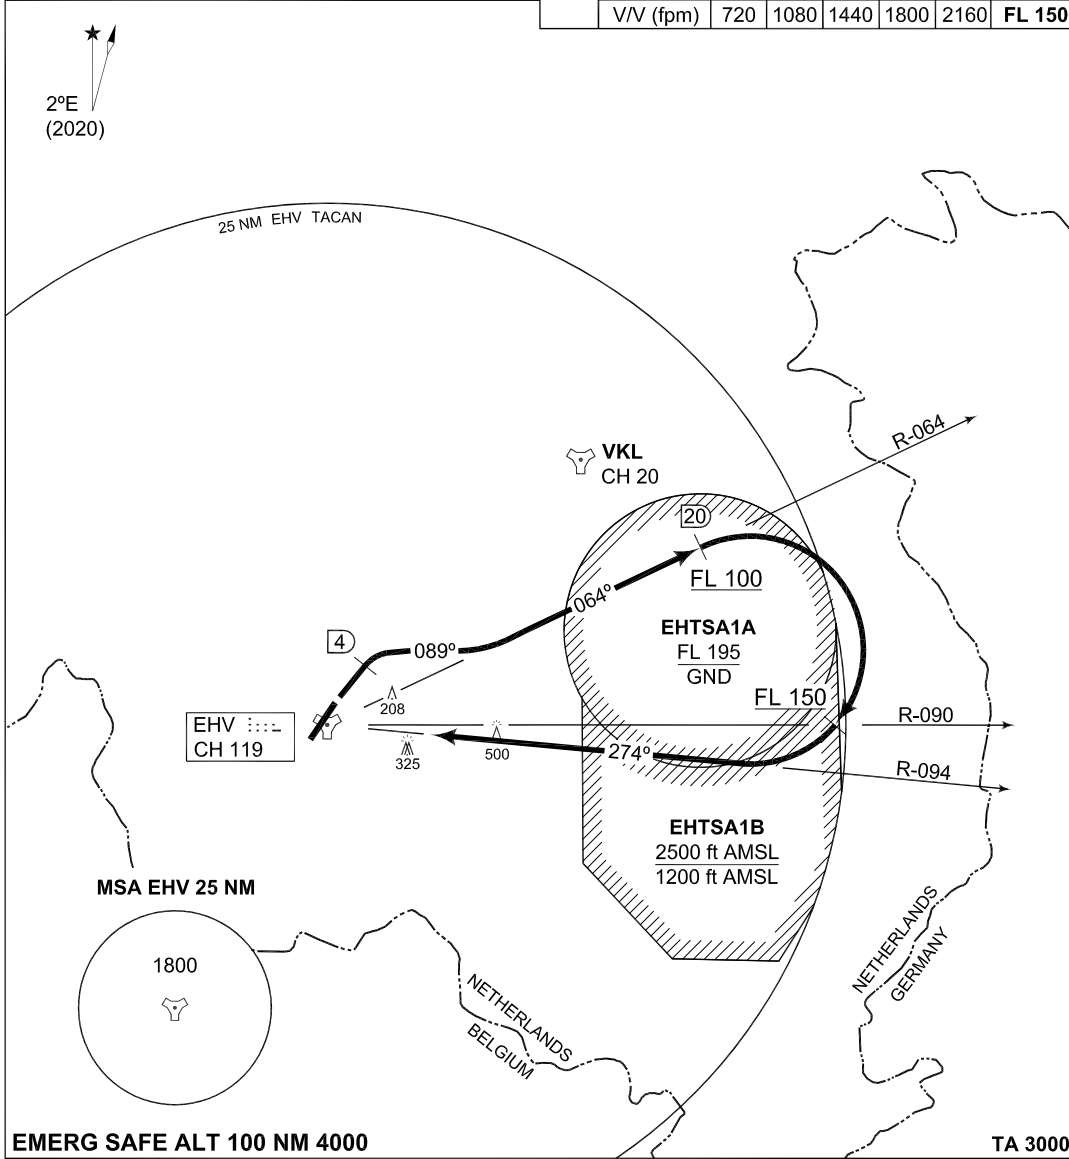 V/V (fpm) 720 1080 1440 1800 2160 FL 150
2ºE
(2020)
25 NM EHV TACAN
R-064
VKL
CH 20
20
FL 100
064º
EHTSA1A
FL 195
GND
4
089º
208
FL 150
EHV
CH 119
R-090
325
500
274º
R-094
EHTSA1B
2500 ft AMSL
1200 ft AMSL
MSA EHV 25 NM
1800
NETHERLANDS
GERMANY
NETHERLANDS
BELGIUM
EMERG SAFE ALT 100 NM 4000
TA 3000